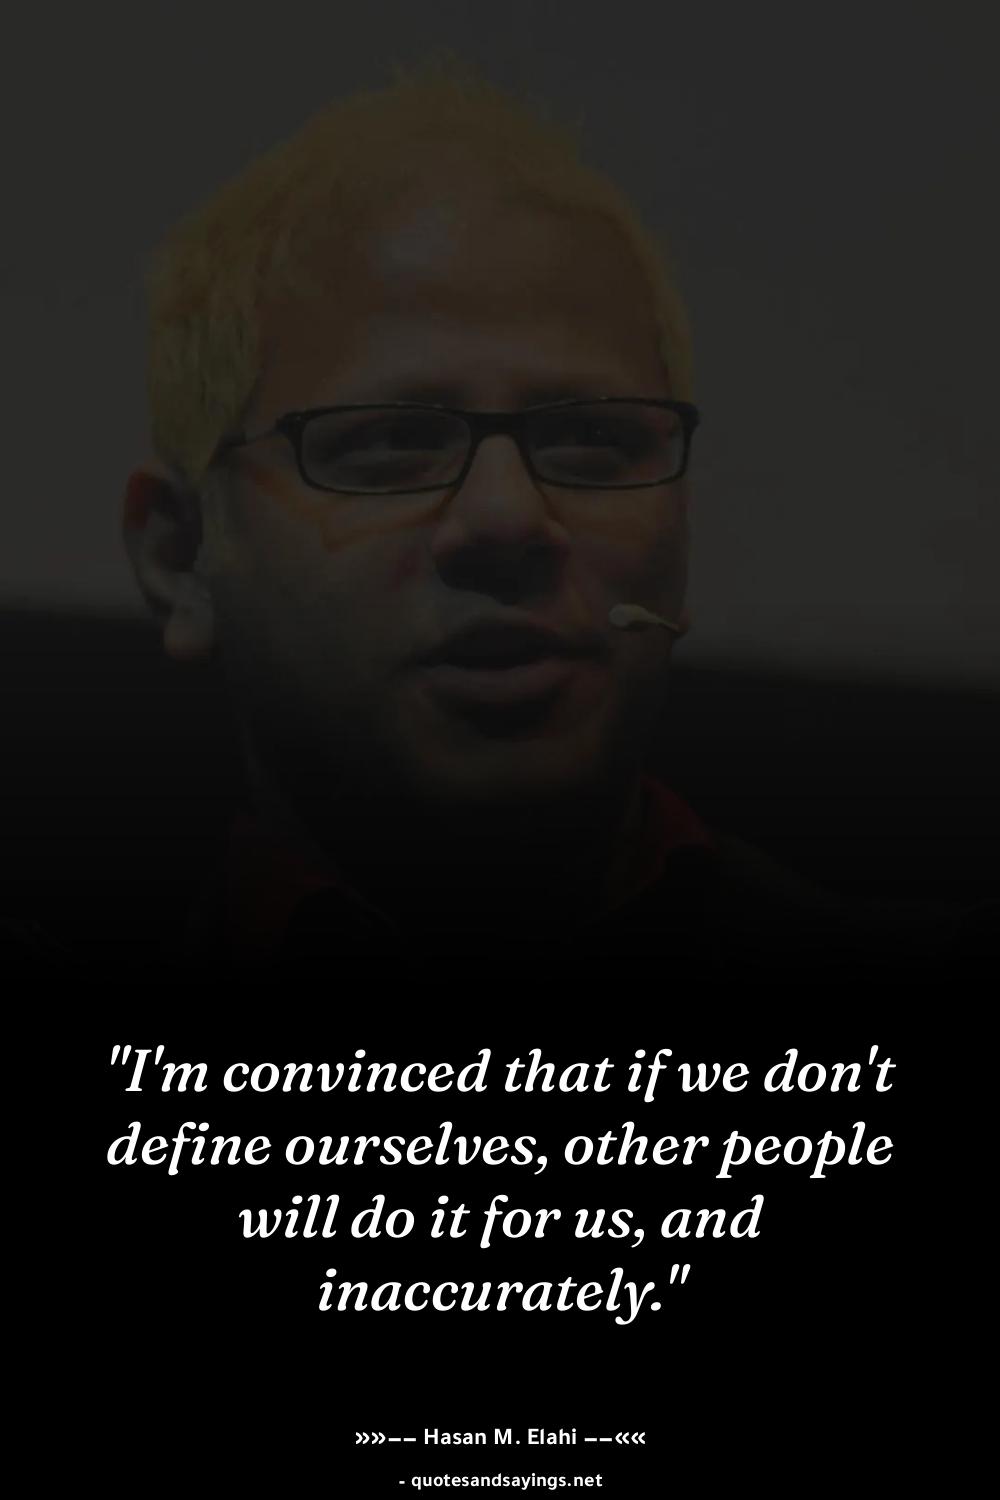 "I'm convinced that if we don't
define ourselves, other people
will do it for us, and
inaccurately."
»»–– Hasan M. Elahi ––««
- quotesandsayings.net